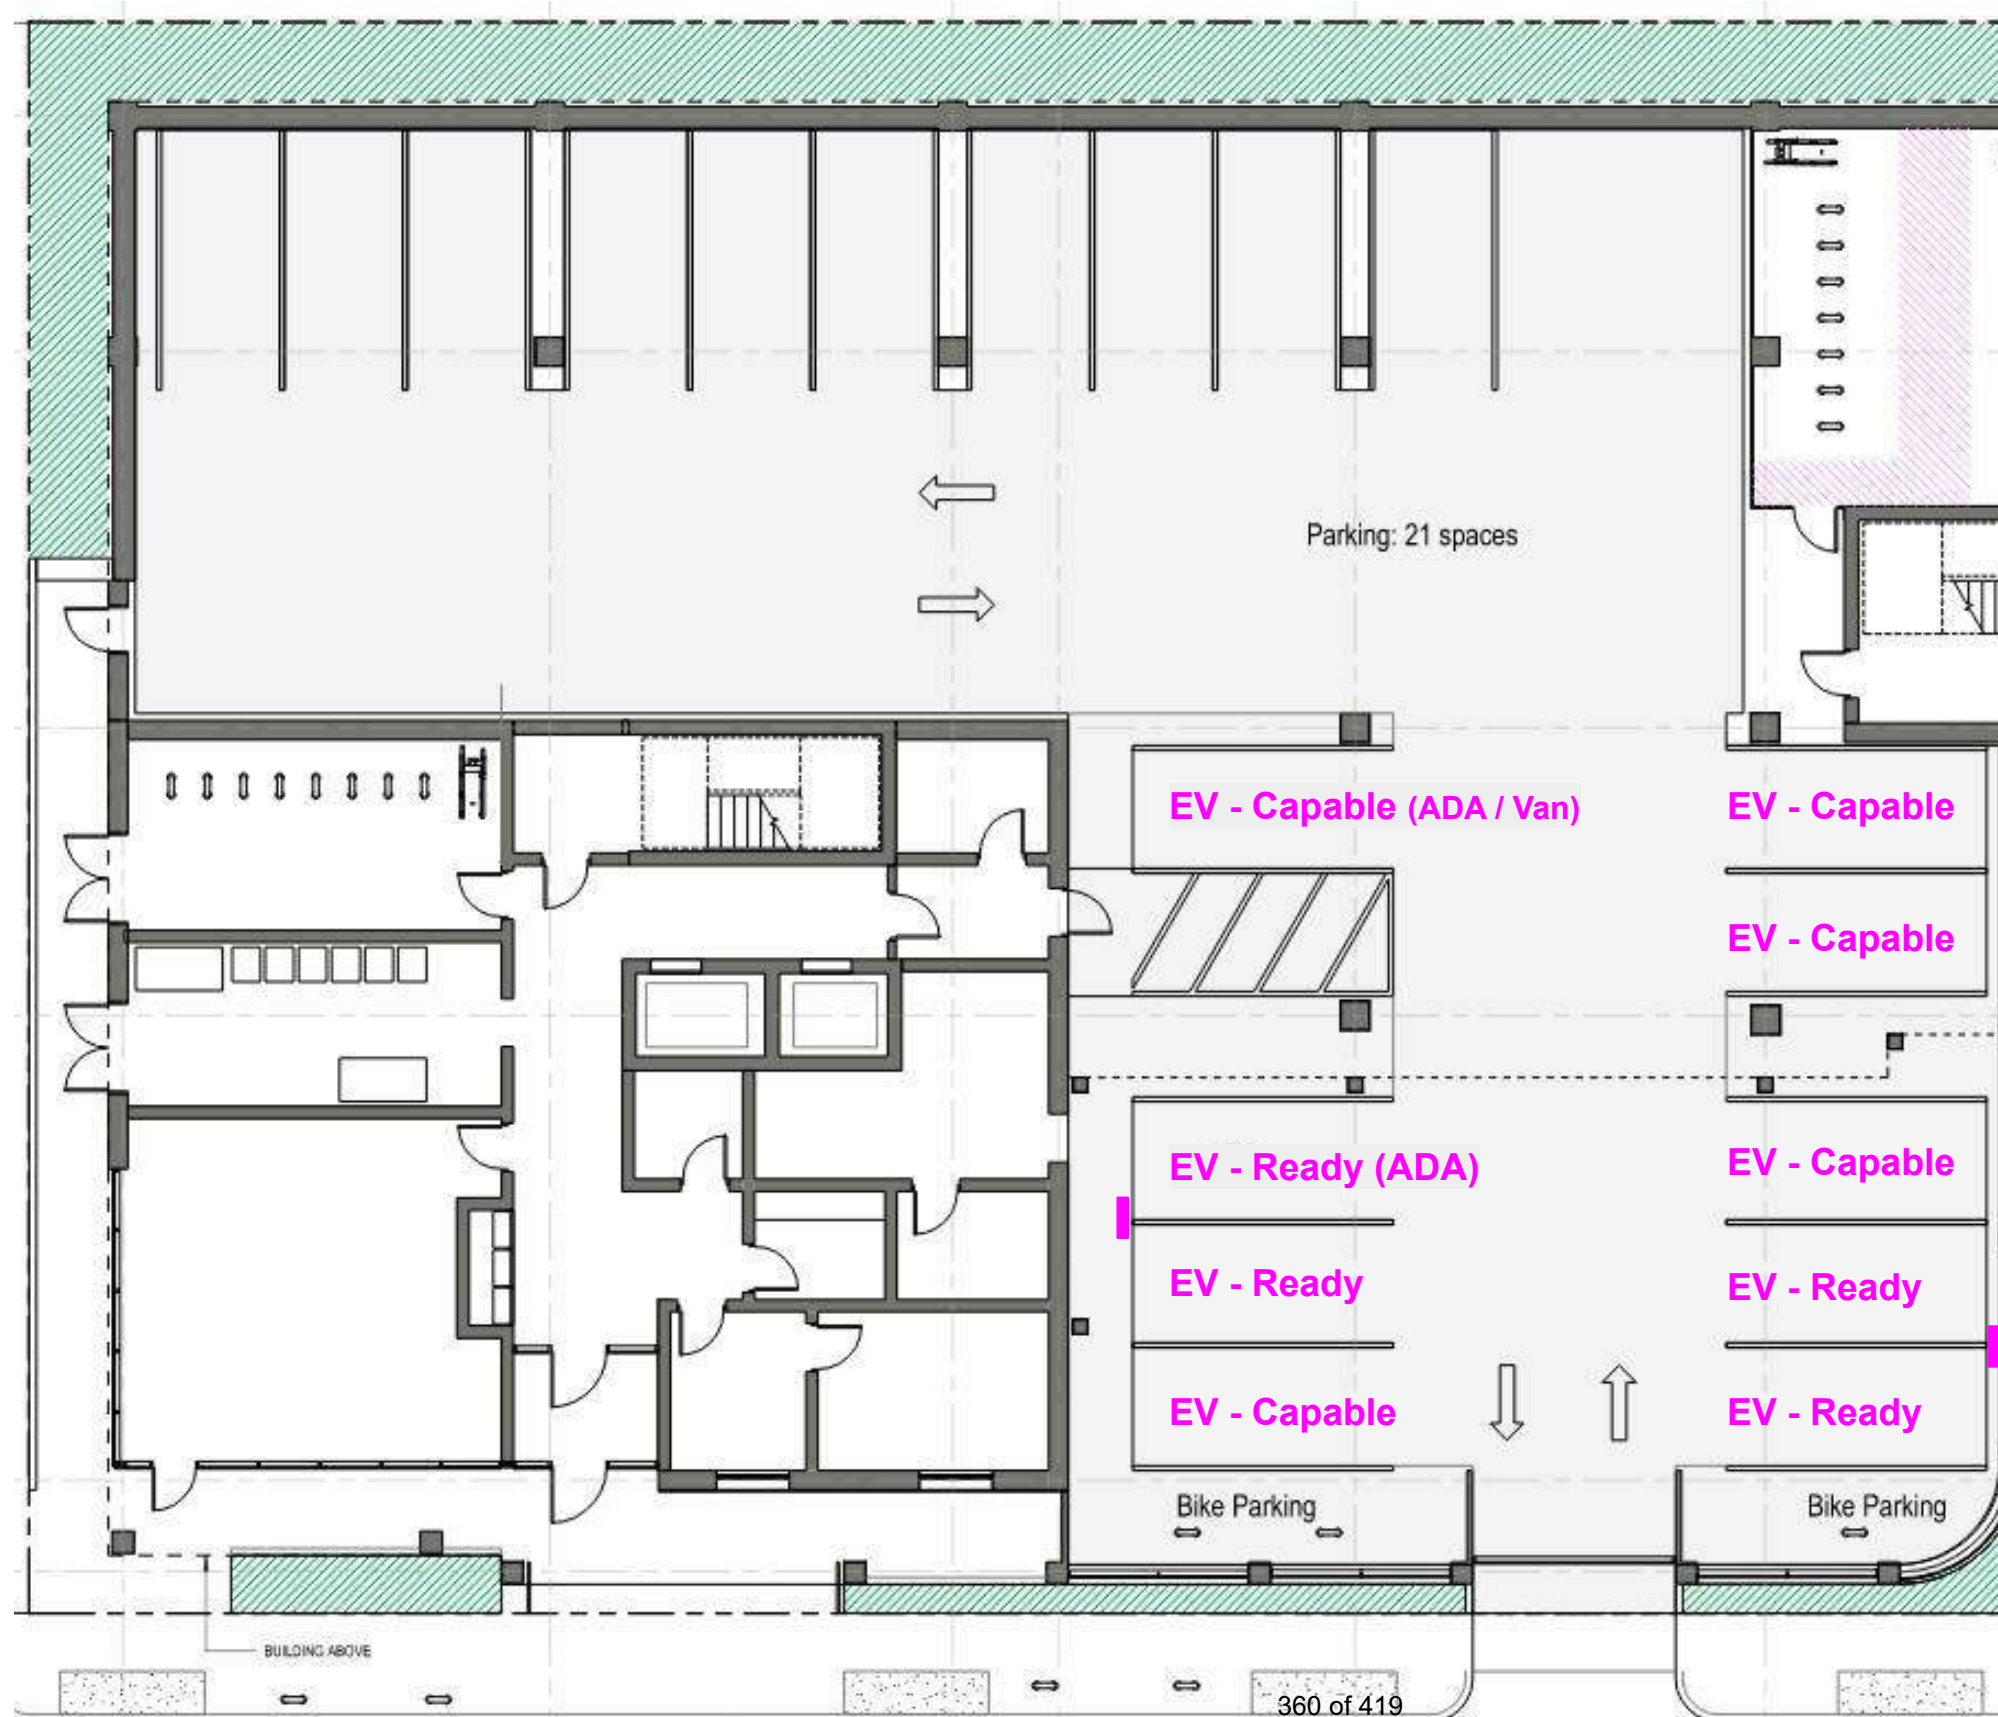 Parking: 21 spaces
EV - Capable (ADA / Van)
EV - Capable
EV - Capable
EV - Ready (ADA)
EV - Capable
EV - Ready
EV - Ready
EV - Capable
EV - Ready
Bike Parking
Bike Parking
BUILDING ABOVE
360 of 419